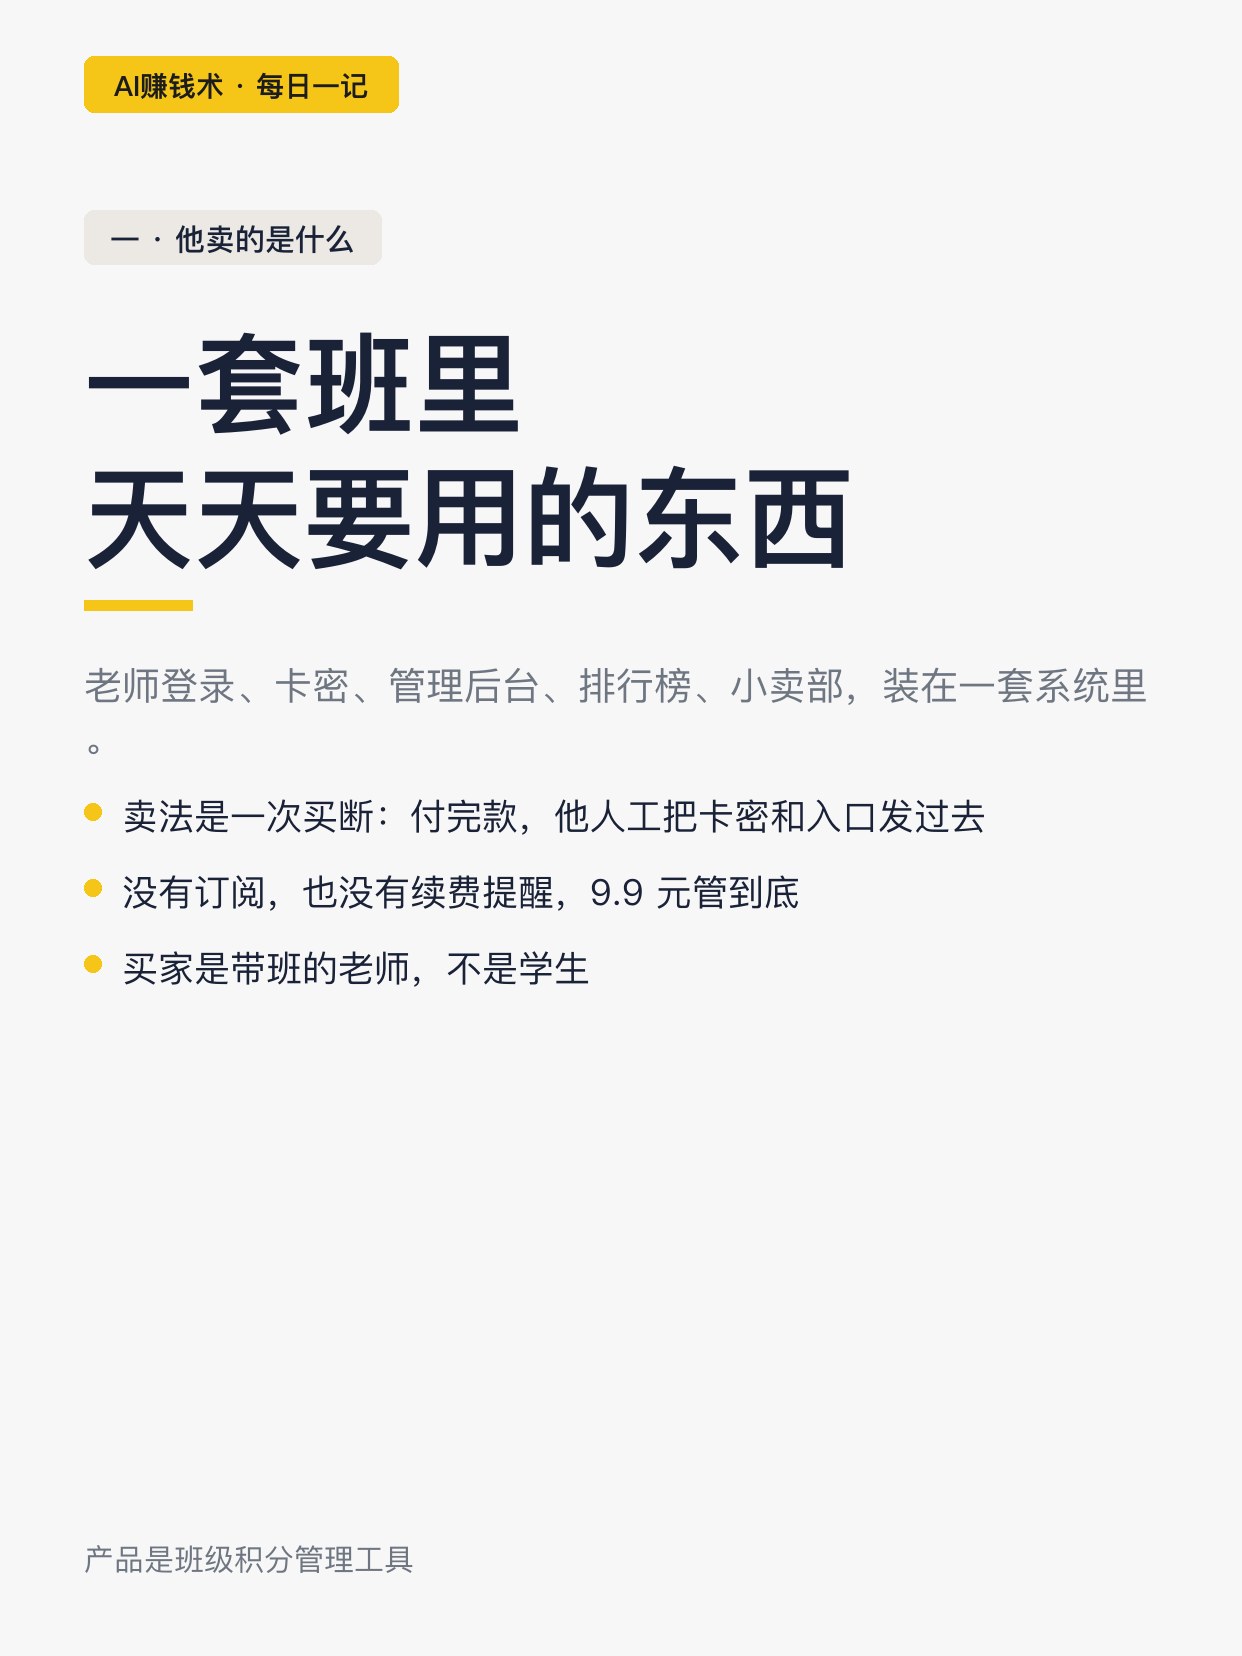 AI赚钱术 · 每日一记
一 · 他卖的是什么
一套班里
天天要用的东西
老师登录、卡密、管理后台、排行榜、小卖部，装在一套系统里
。
卖法是一次买断：付完款，他人工把卡密和入口发过去
没有订阅，也没有续费提醒，9.9 元管到底
买家是带班的老师，不是学生
产品是班级积分管理工具